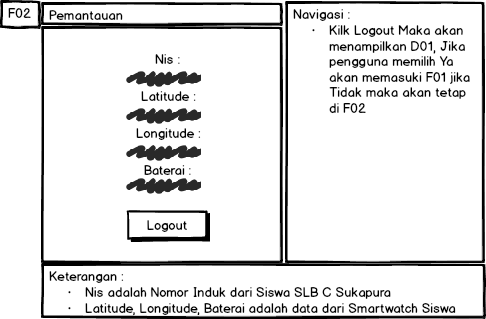 F02
Pemantauan
Nis :
Latitude :
Longitude :
Baterai :
Logout
Navigasi :
· Kilk Logout Maka akan
menampilkan D01, Jika
pengguna memilih Ya
akan memasuki F01 jika
Tidak maka akan tetap
di F02
Keterangan :
· Nis adalah Nomor Induk dari Siswa SLB C Sukapura
· Latitude, Longitude, Baterai adalah data dari Smartwatch Siswa